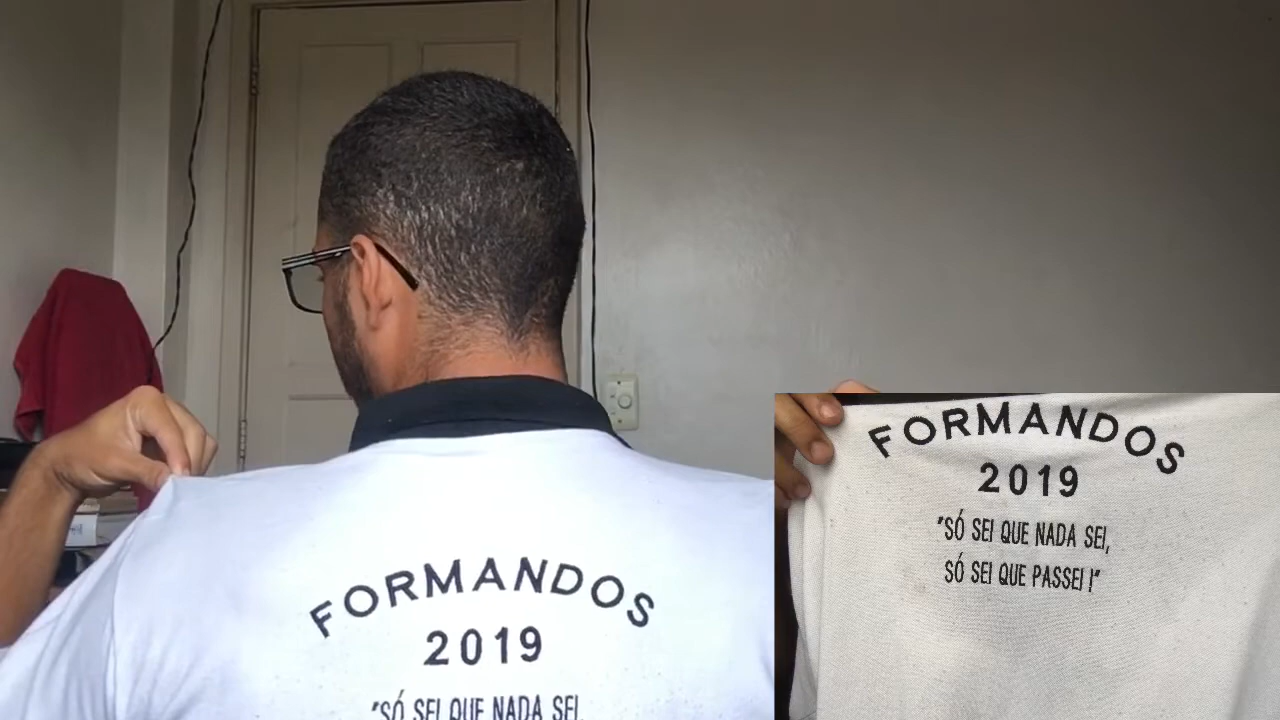 FORMANDOS
2019
"SÓ SEI QUE NADA SEI,
FORMANDOS
2019
"SÓ SEI QUE NADA SEI,
SÓ SEI QUE PASSEI !"